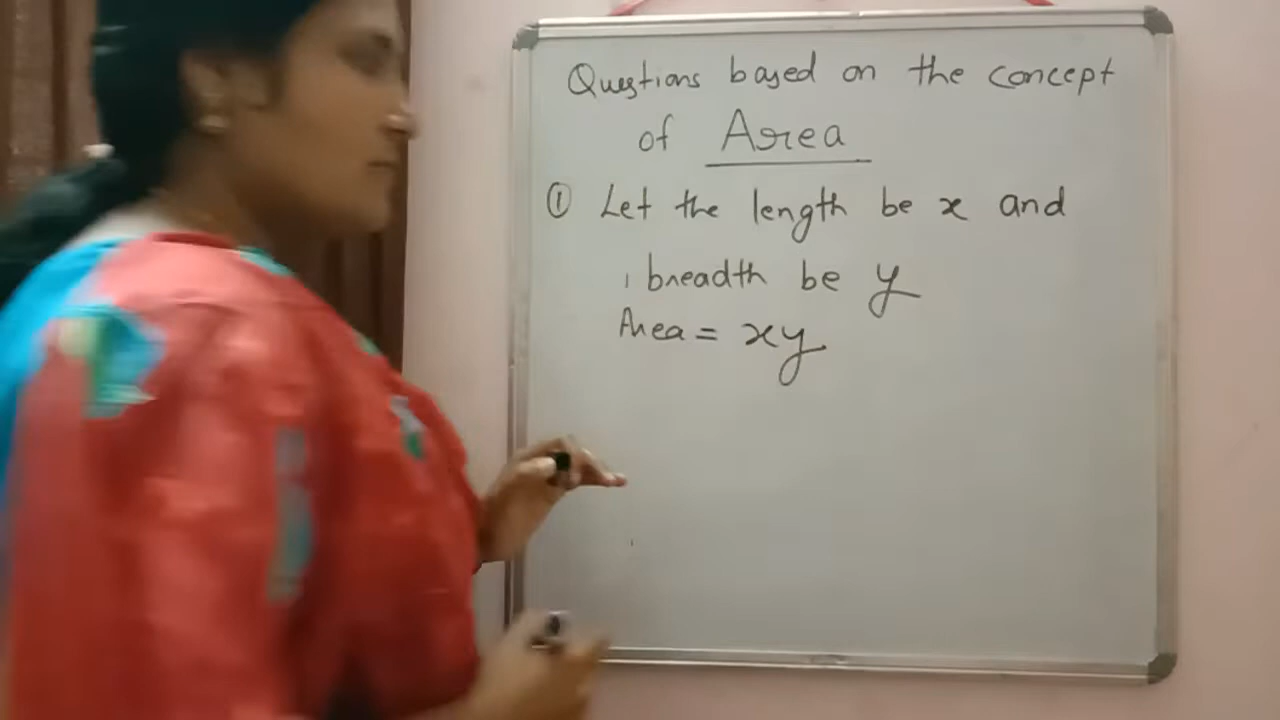 Questions based on the concept
of Area
① Let the length be x and
breadth be y
Area = xy